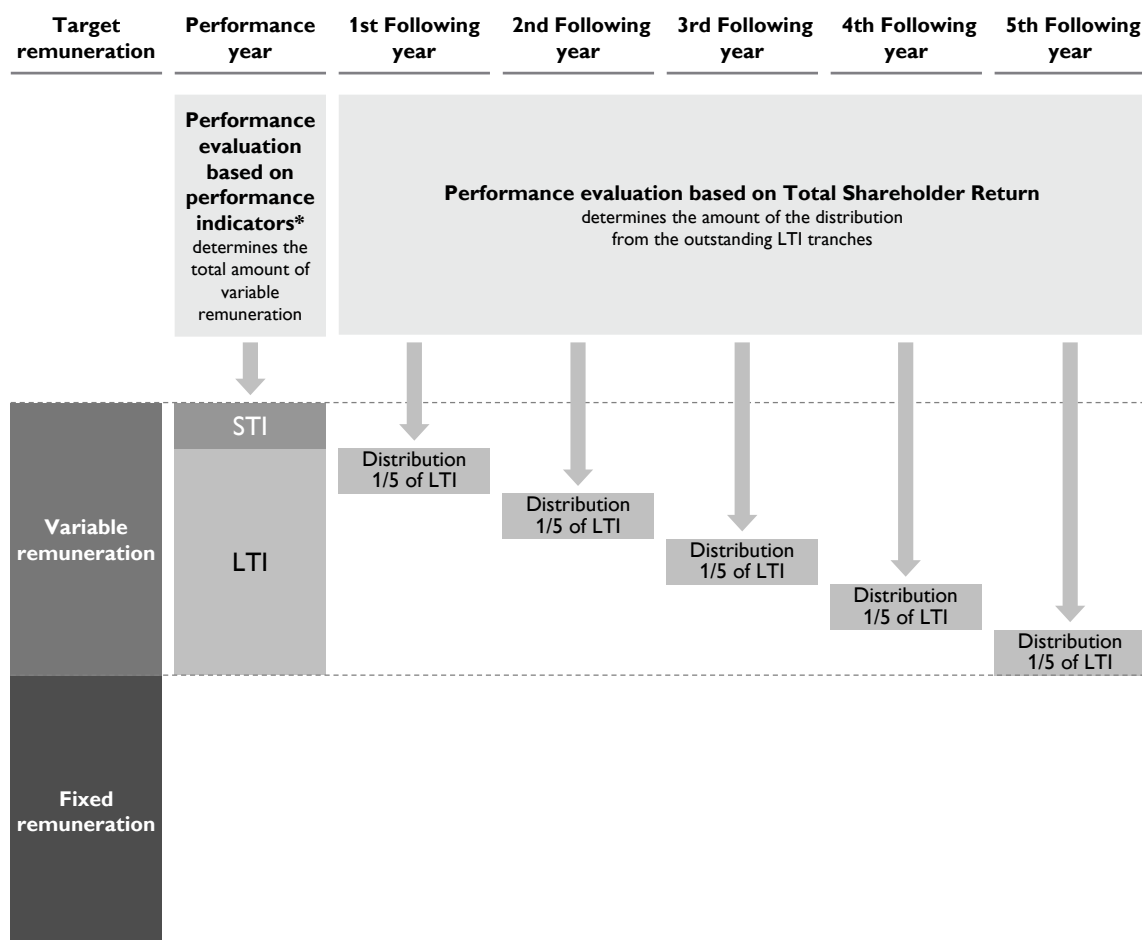 Target
remuneration
Performance
year
1st Following
year
2nd Following
year
3rd Following
year
4th Following
year
5th Following
year
Performance
evaluation
based on
performance
indicators*
determines the
total amount of
variable
remuneration
Performance evaluation based on Total Shareholder Return
determines the amount of the distribution
from the outstanding LTI tranches
Variable
remuneration
STI
LTI
Distribution
1/5 of LTI
Distribution
1/5 of LTI
Distribution
1/5 of LTI
Distribution
1/5 of LTI
Distribution
1/5 of LTI
Fixed
remuneration